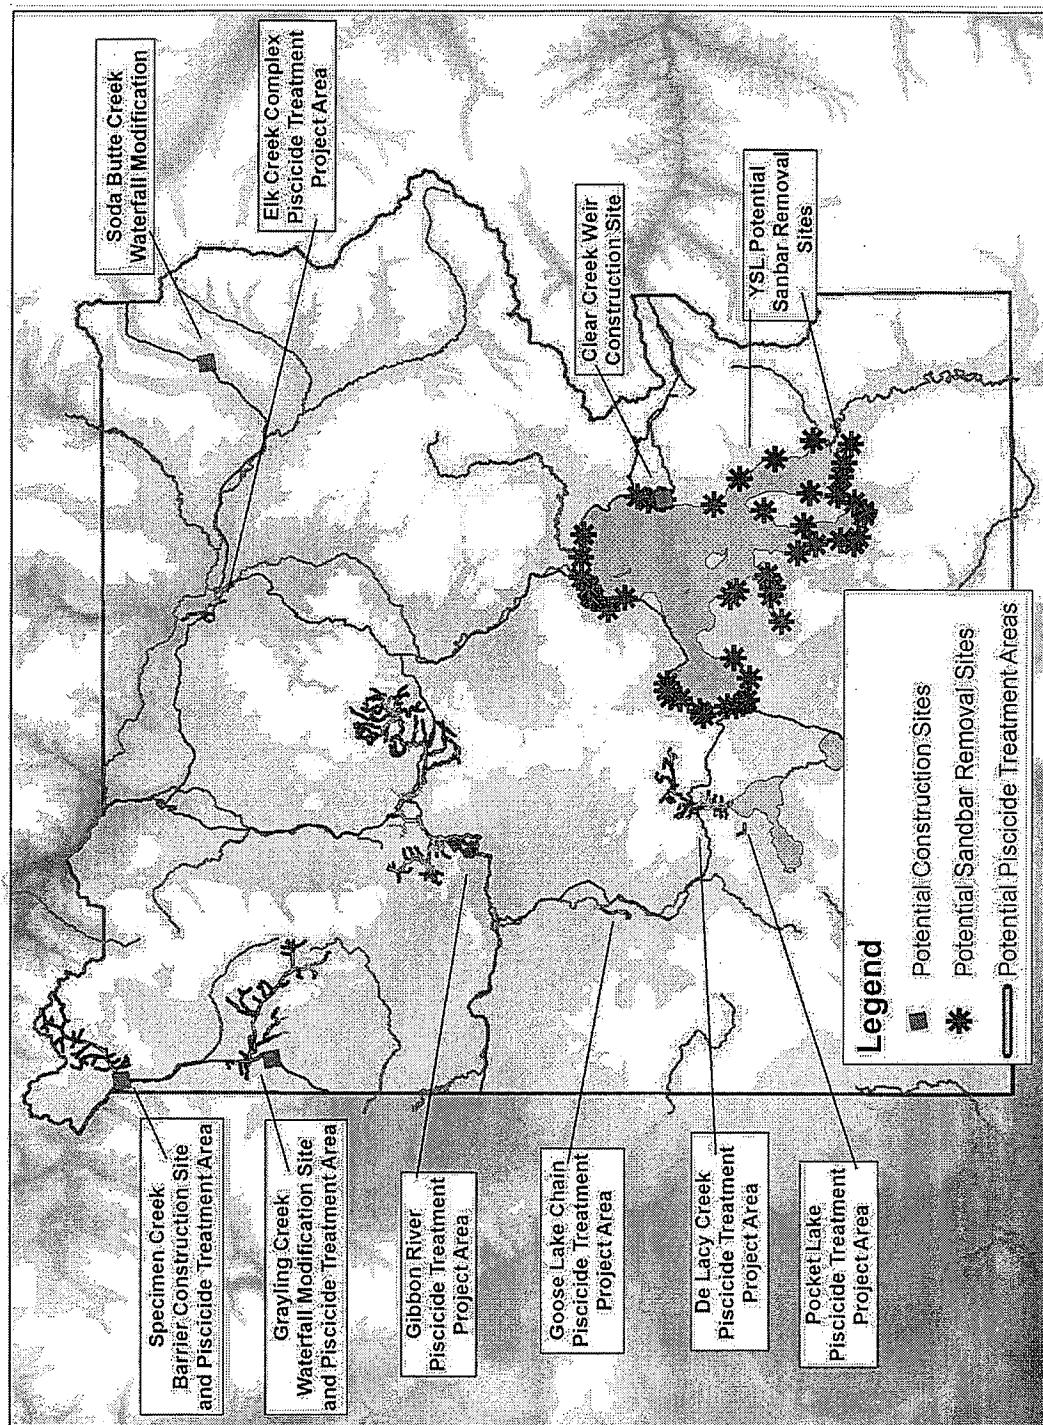 Specimen Creek
Barrier Construction Site
and Piscicide Treatment Area
Grayling Creek
Waterfall Modification Site
and Piscicide Treatment Area
Gibbon River
Piscicide Treatment
Project Area
Goose Lake Chain
Piscicide Treatment
Project Area
De Lacy Creek
Piscicide Treatment
Project Area
Pocket Lake
Piscicide Treatment
Project Area
Soda Butte Creek
Waterfall Modification
Elk Creek Complex
Piscicide Treatment
Project Area
Clear Creek Weir
Construction Site
YSL Potential
Sanbar Removal
Sites
Legend
Potential Construction Sites
Potential Sandbar Removal Sites
Potential Piscicide Treatment Areas